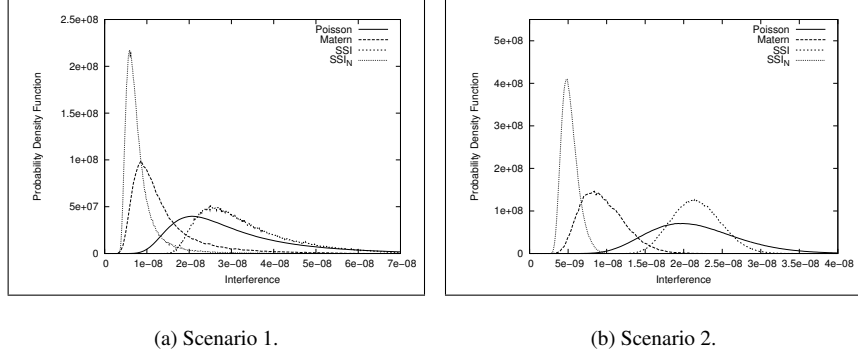 2.5e+08
2e+08
1.5e+08
1e+08
5e+07
0
Probability Density Function
Poisson
Matern
SSI
SSI_N
0 1e−08 2e−08 3e−08 4e−08 5e−08 6e−08 7e−08
Interference
(a) Scenario 1.
5e+08
4e+08
3e+08
2e+08
1e+08
0
Probability Density Function
Poisson
Matern
SSI
SSI_N
0 5e−09 1e−08 1.5e−08 2e−08 2.5e−08 3e−08 3.5e−08 4e−08
Interference
(b) Scenario 2.